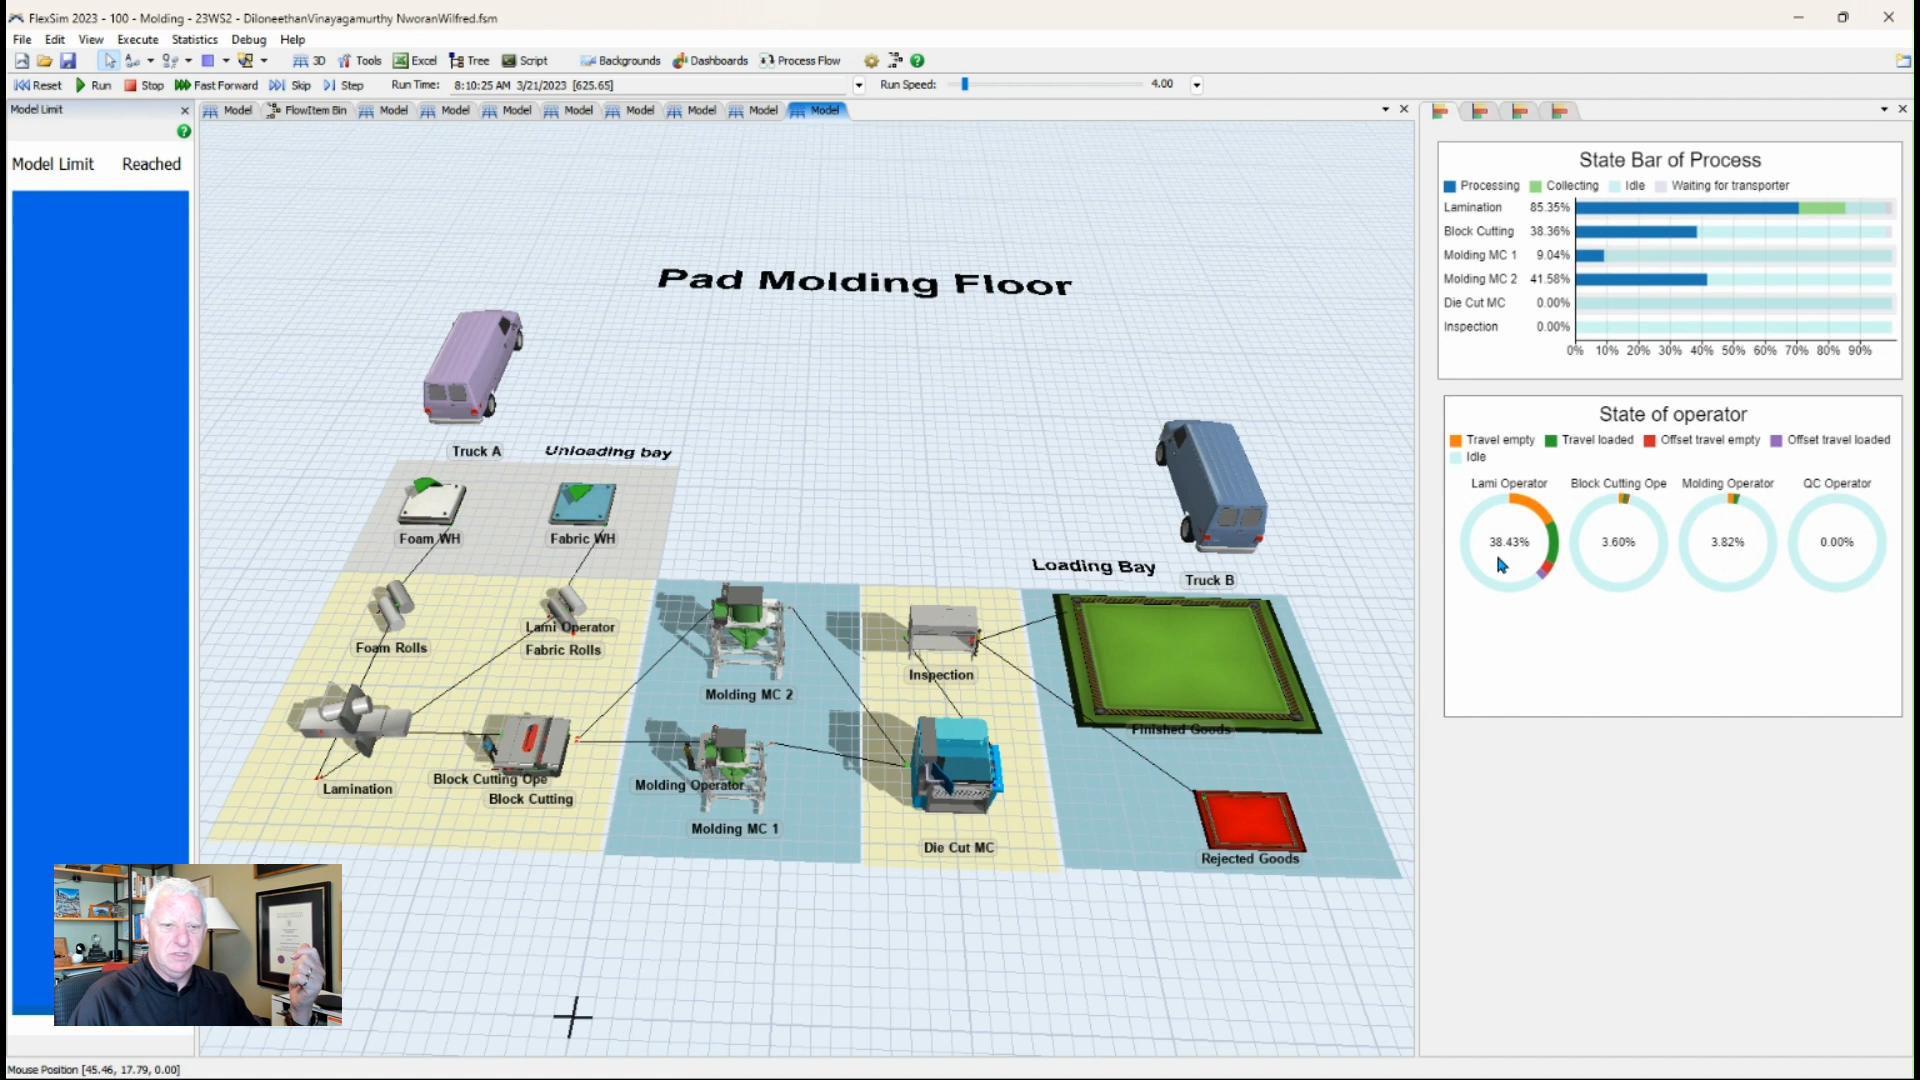 FlexSim 2023 - 100 - Molding - 23WS2 - DiloneethanVinayagamurthy NworanWilfred.fsm
File Edit View Execute Statistics Debug Help
3D Tools Excel Tree Script Backgrounds Dashboards Process Flow
Reset Run Stop Fast Forward Skip Step Run Time: 8:10:25 AM 3/21/2023 [625.65] Run Speed: 4.00
Model Limit
Model FlowItem Bin Model Model Model Model Model Model Model Model
Model Limit Reached
Pad Molding Floor
Truck A
Unloading bay
Foam WH
Fabric WH
Loading Bay
Truck B
Foam Rolls
Lami Operator
Fabric Rolls
Molding MC 2
Inspection
Finished Goods
Lamination
Block Cutting Ope
Block Cutting
Molding Operator
Molding MC 1
Die Cut MC
Rejected Goods
State Bar of Process
Processing Collecting Idle Waiting for transporter
Lamination 85.35%
Block Cutting 38.36%
Molding MC 1 9.04%
Molding MC 2 41.58%
Die Cut MC 0.00%
Inspection 0.00%
0% 10% 20% 30% 40% 50% 60% 70% 80% 90%
State of operator
Travel empty Travel loaded Offset travel empty Offset travel loaded
Idle
Lami Operator Block Cutting Ope Molding Operator QC Operator
38.43% 3.60% 3.82% 0.00%
Mouse Position [45.46, 17.79, 0.00]